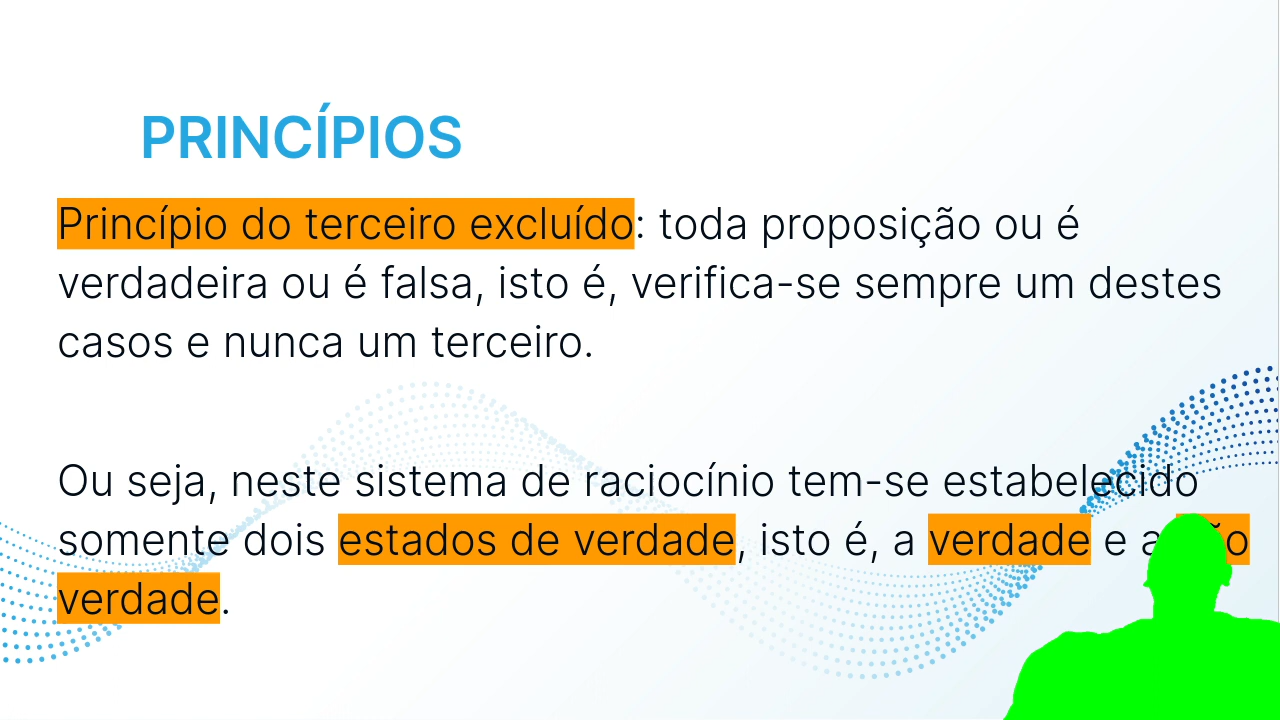 PRINCÍPIOS
Princípio do terceiro excluído: toda proposição ou é
verdadeira ou é falsa, isto é, verifica-se sempre um destes
casos e nunca um terceiro.
Ou seja, neste sistema de raciocínio tem-se estabelecido
somente dois estados de verdade, isto é, a verdade e a
verdade.